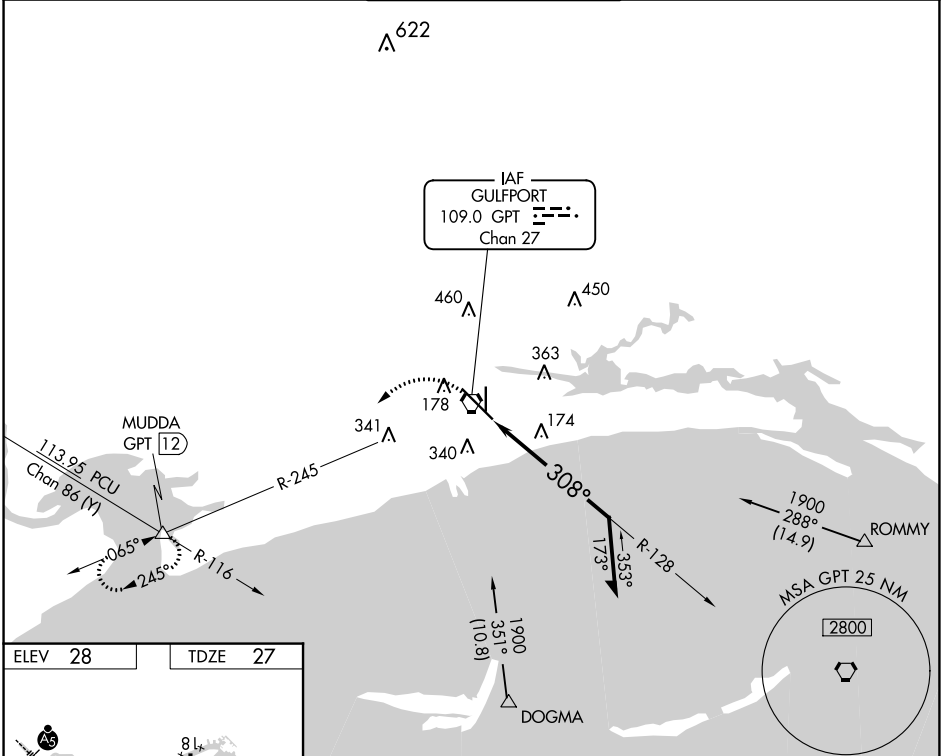 622
IAF
GULFPORT
109.0 GPT
Chan 27
460
450
363
178
174
341
340
MUDDA
GPT 12
113.95 PCU
Chan 86 (Y)
R-245
308°
1900
288°
(14.9)
ROMMY
065°
245°
R-116
173°
353°
R-128
MSA GPT 25 NM
2800
1900
351°
(10.8)
DOGMA
ELEV 28
TDZE 27
A5
81